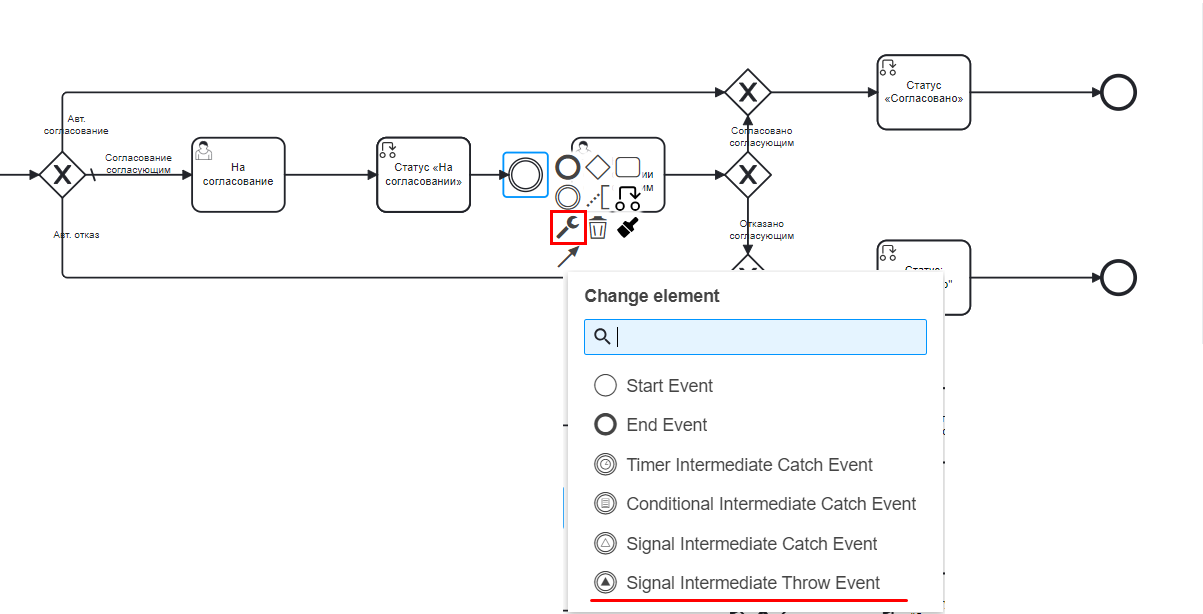 Авт.
согласование
Согласование
согласующим
На
согласование
Статус «На
согласовании»
ии
им
Согласовано
согласующим
Статус
«Согласовано»
Авт. отказ
Отказано
согласующим
Change element
Start Event
End Event
Timer Intermediate Catch Event
Conditional Intermediate Catch Event
Signal Intermediate Catch Event
Signal Intermediate Throw Event